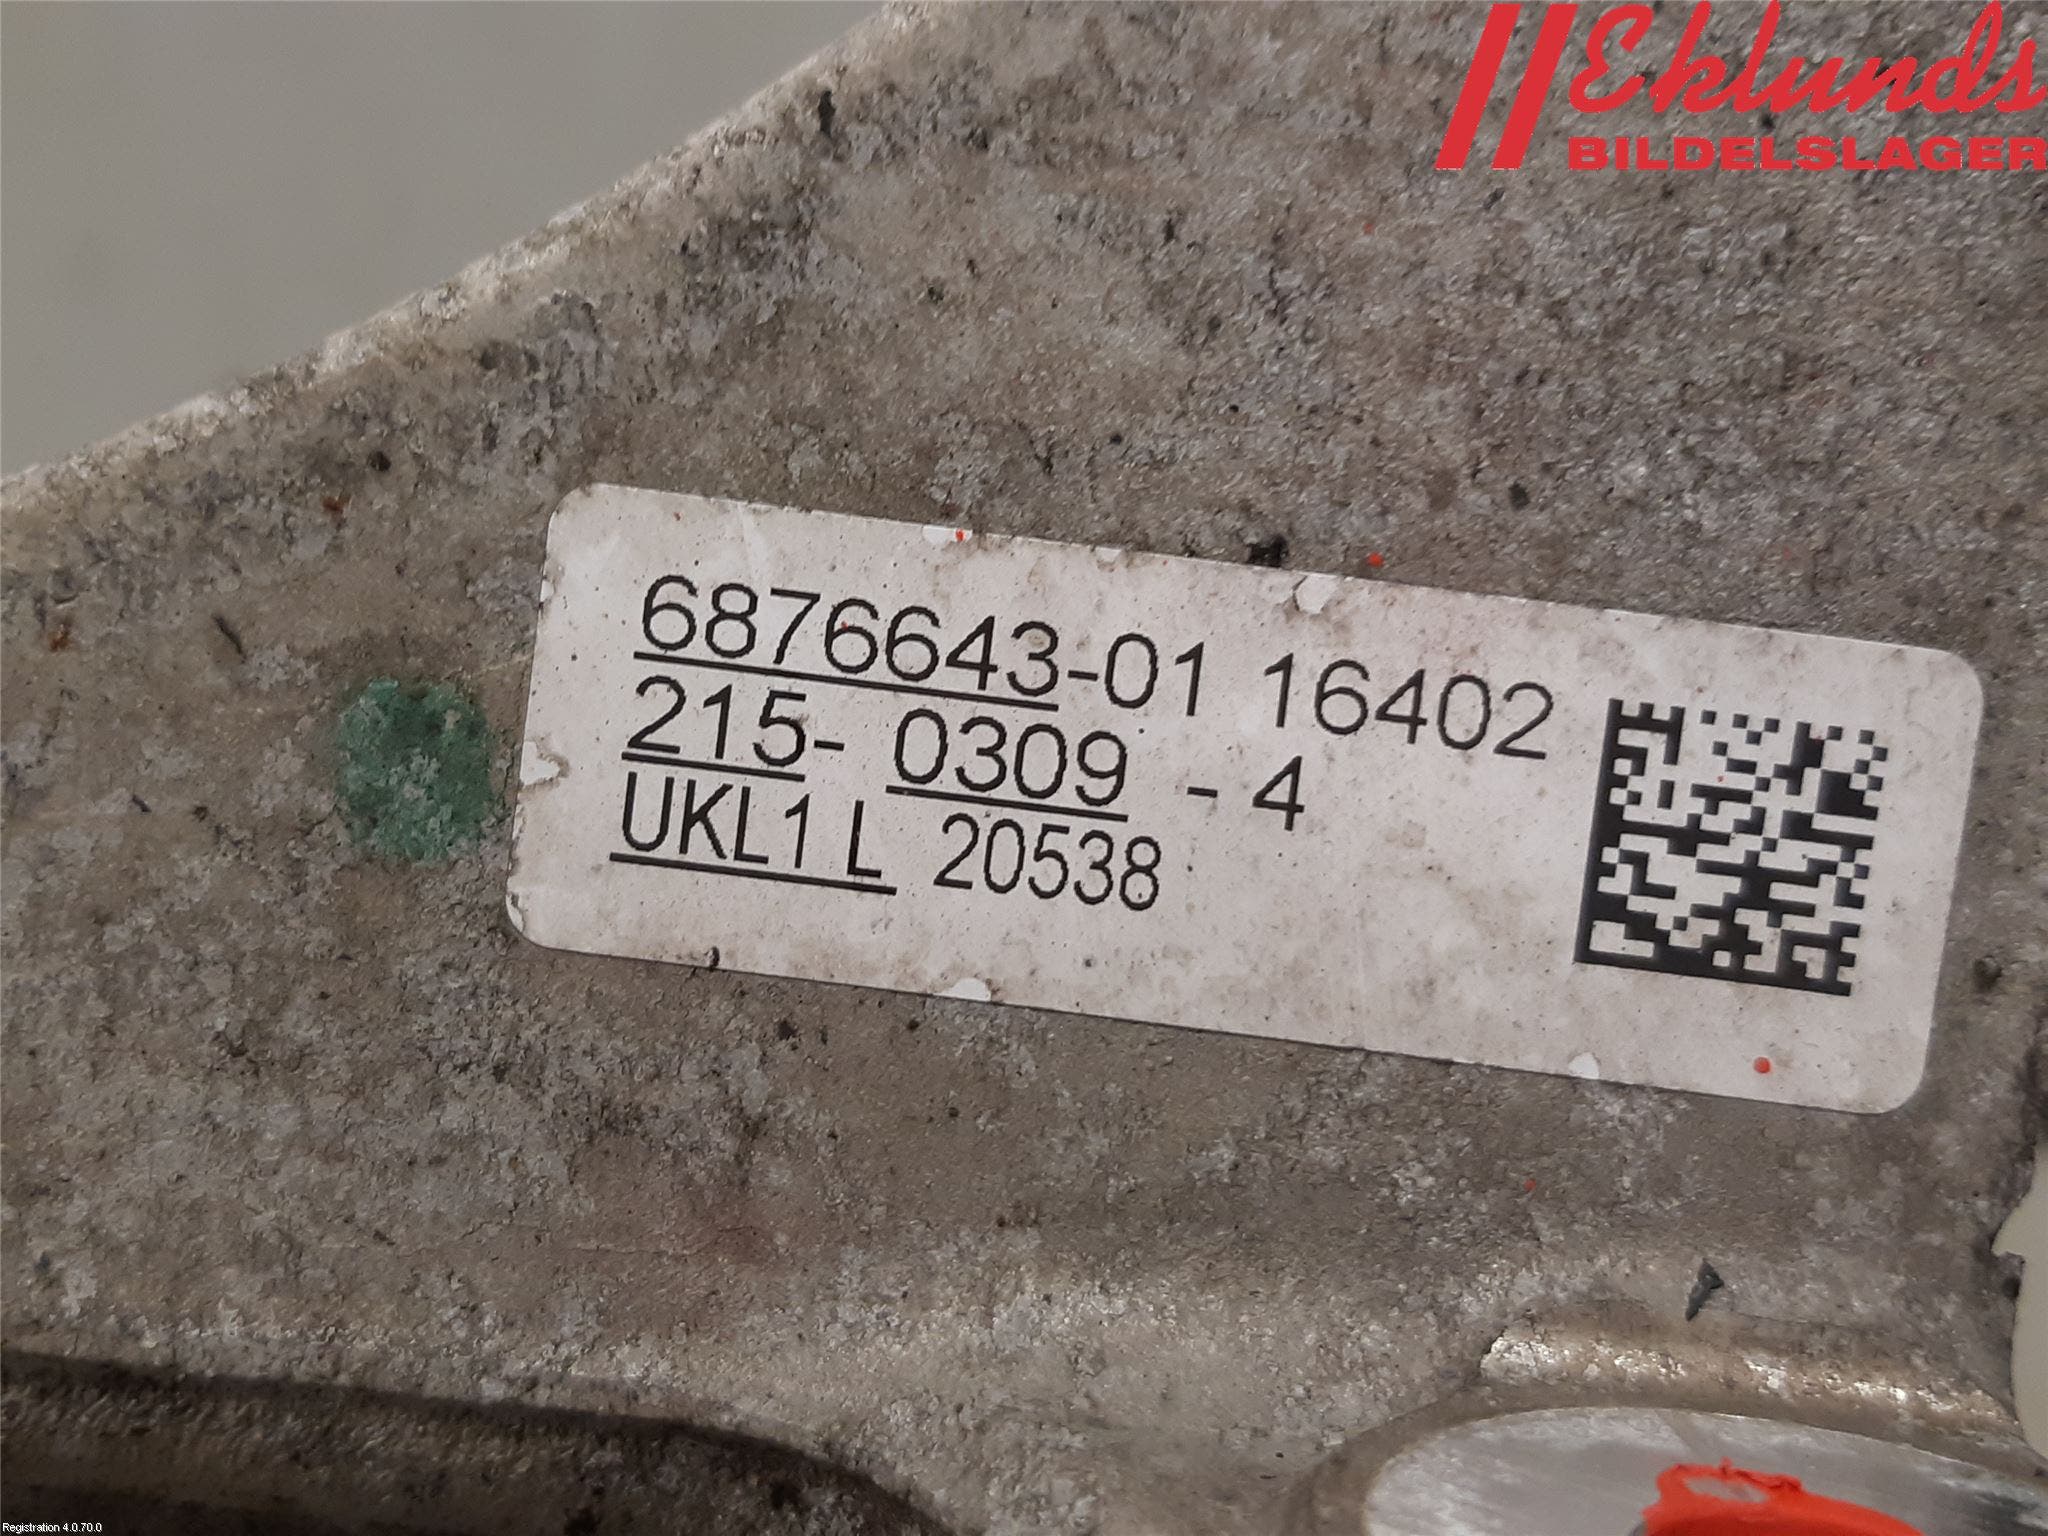 Eklunds
BILDELSLAGER
6876643-01 16402
215- 0309 - 4
UKL1 L 20538
Registration 4.0.70.0